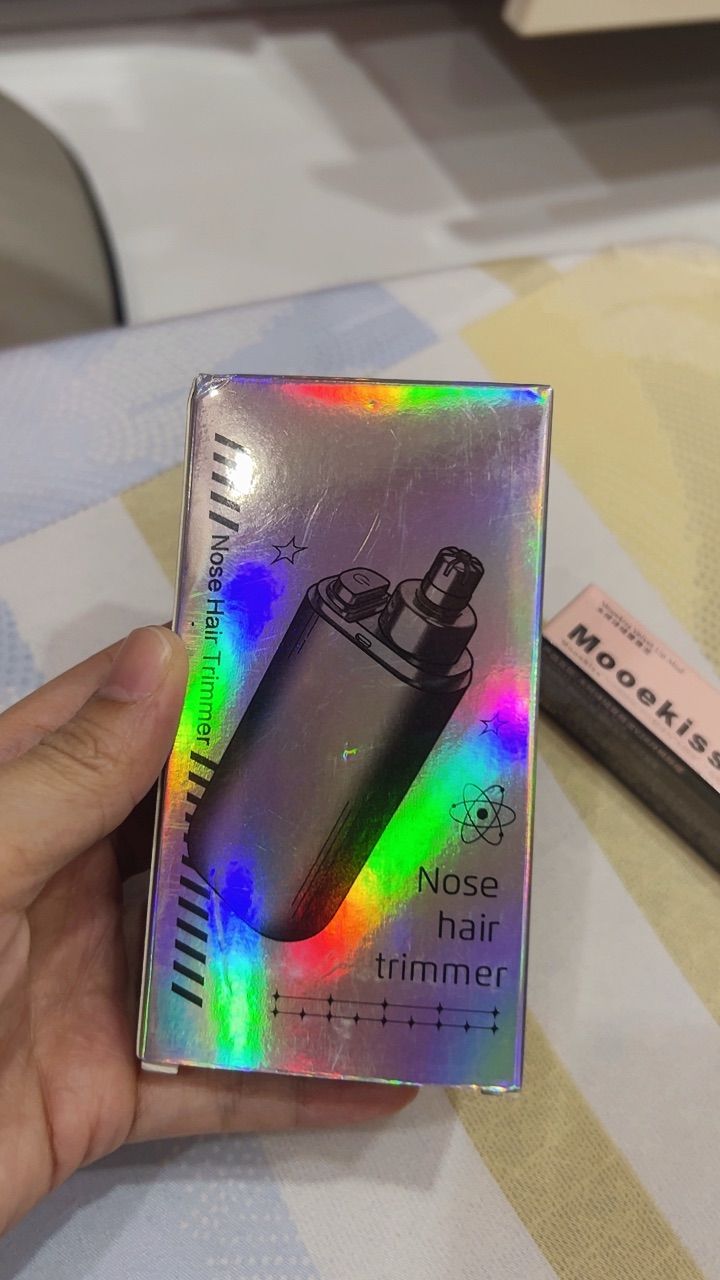 Nose Hair Trimmer
Nose
hair
trimmer
Mooekiss